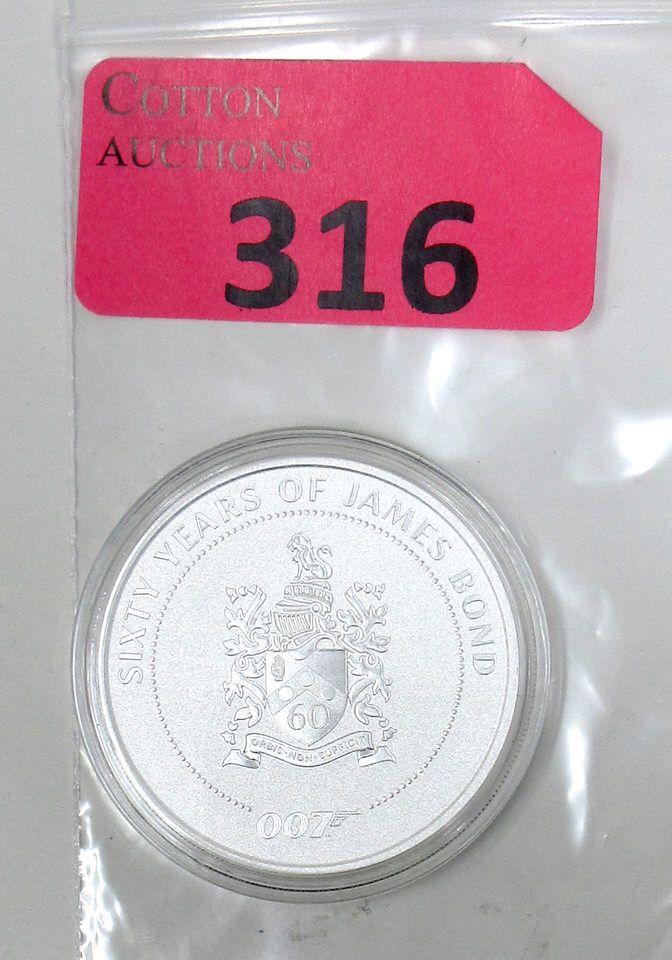 COTTON
AUCTIONS
316
SIXTY YEARS OF JAMES BOND
60
ORBIS·NON·SUFFICIT
007